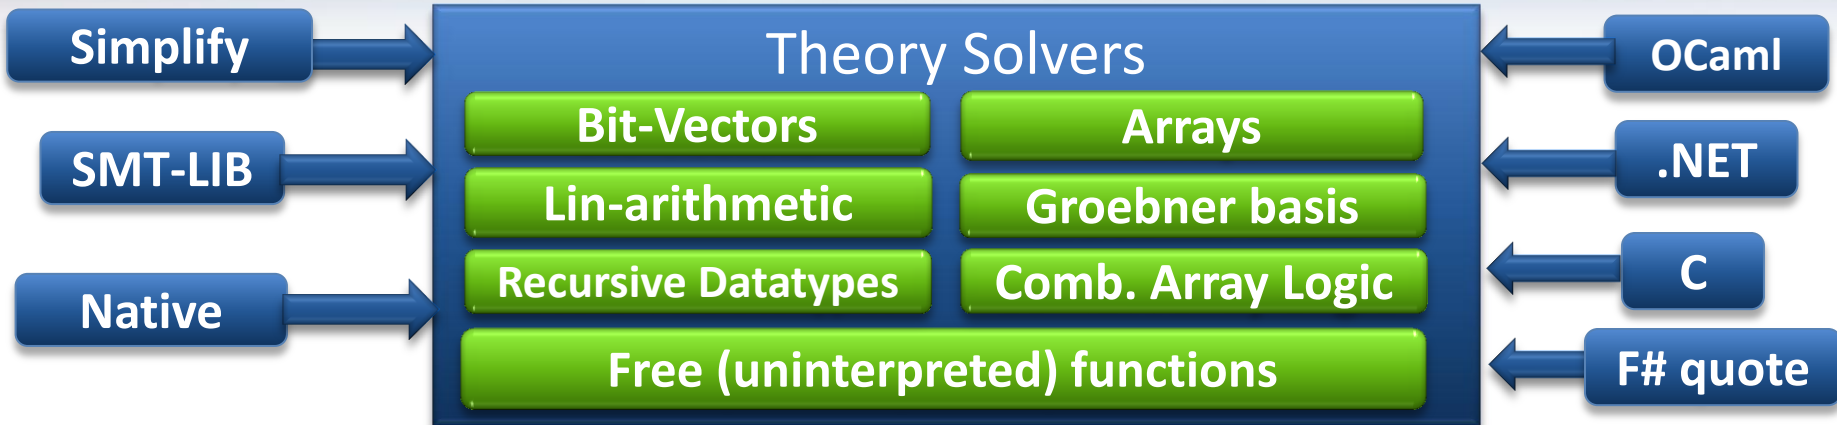 Simplify
SMT-LIB
Native
Theory Solvers
Bit-Vectors
Arrays
Lin-arithmetic
Groebner basis
Recursive Datatypes
Comb. Array Logic
Free (uninterpreted) functions
OCaml
.NET
C
F# quote